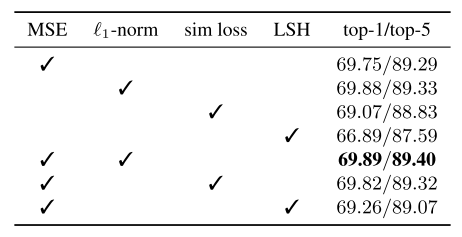 MSE ℓ₁-norm sim loss LSH top-1/top-5
✓ 69.75/89.29
✓ 69.88/89.33
✓ 69.07/88.83
✓ 66.89/87.59
✓ ✓ 69.89/89.40
✓ ✓ 69.82/89.32
✓ ✓ 69.26/89.07